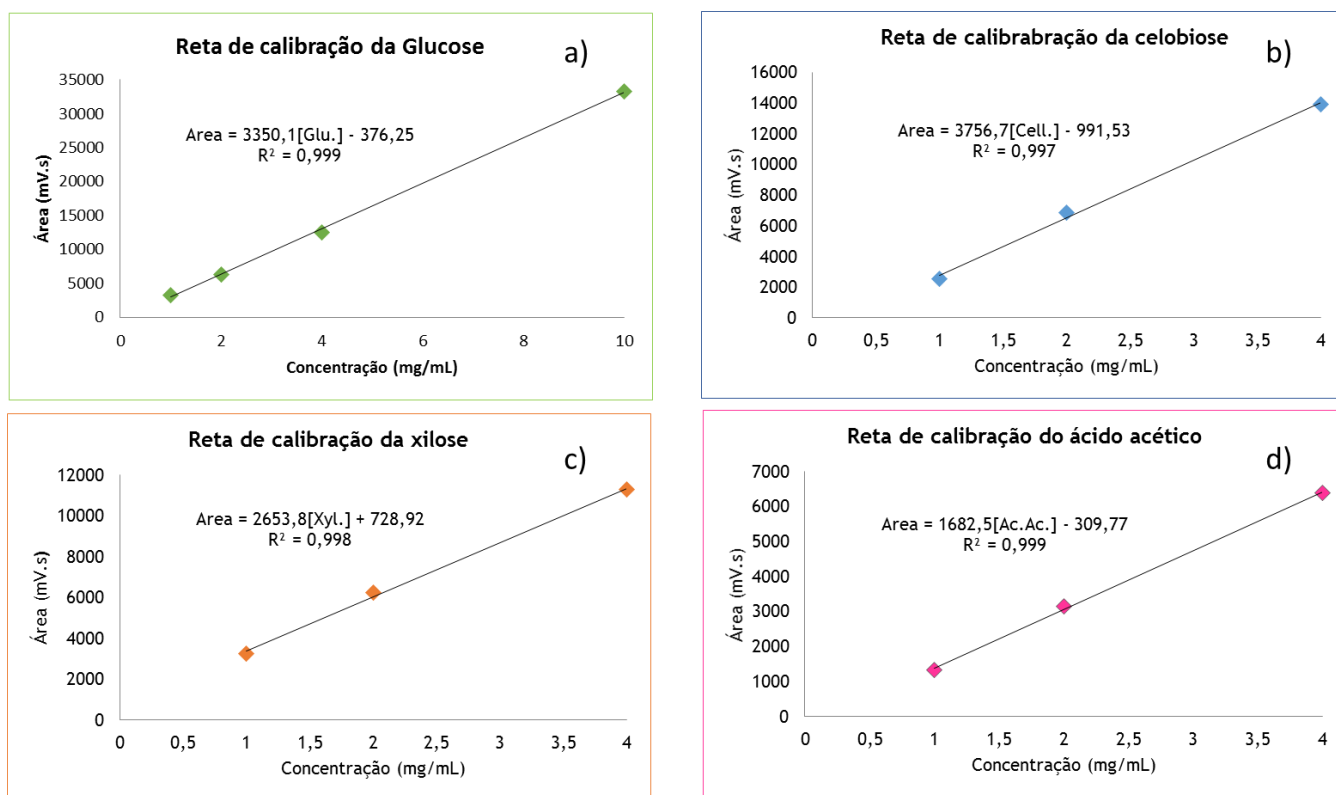 Reta de calibração da Glucose
a)
35000
30000
25000
20000
15000
10000
5000
0
Área (mV.s)
Area = 3350,1[Glu.] - 376,25
R² = 0,999
0 2 4 6 8 10
Concentração (mg/mL)
Reta de calibrabração da celobiose
b)
16000
14000
12000
10000
8000
6000
4000
2000
0
Área (mV.s)
Area = 3756,7[Cell.] - 991,53
R² = 0,997
0 0,5 1 1,5 2 2,5 3 3,5 4
Concentração (mg/mL)
Reta de calibração da xilose
c)
12000
10000
8000
6000
4000
2000
0
Área (mV.s)
Area = 2653,8[Xyl.] + 728,92
R² = 0,998
0 0,5 1 1,5 2 2,5 3 3,5 4
Concentração (mg/mL)
Reta de calibração do ácido acético
d)
7000
6000
5000
4000
3000
2000
1000
0
Área (mV.s)
Area = 1682,5[Ac.Ac.] - 309,77
R² = 0,999
0 0,5 1 1,5 2 2,5 3 3,5 4
Concentração (mg/mL)